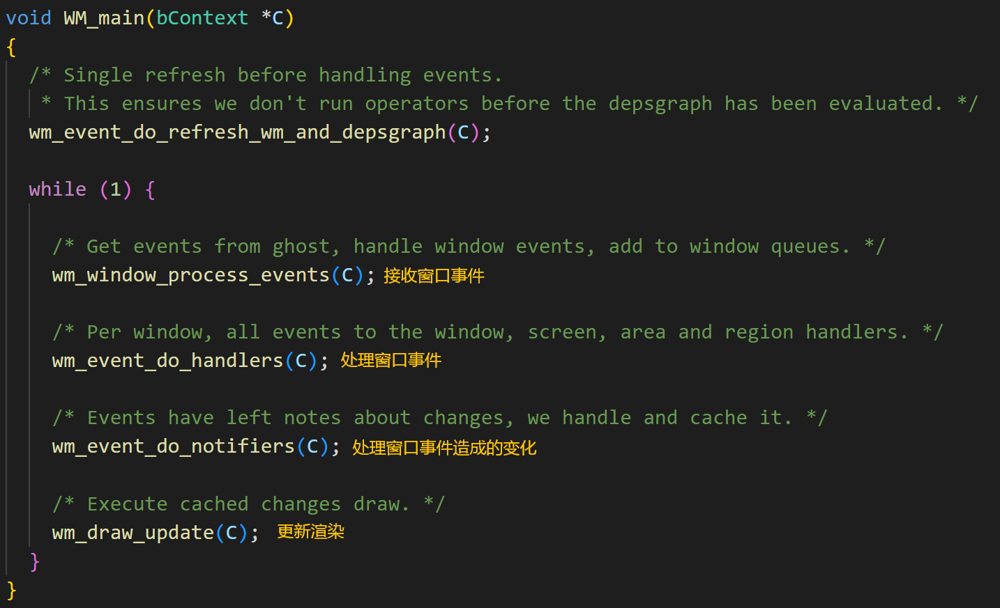 void WM_main(bContext *C)
{
/* Single refresh before handling events.
* This ensures we don't run operators before the depsgraph has been evaluated. */
wm_event_do_refresh_wm_and_depsgraph(C);
while (1) {
/* Get events from ghost, handle window events, add to window queues. */
wm_window_process_events(C); 接收窗口事件
/* Per window, all events to the window, screen, area and region handlers. */
wm_event_do_handlers(C); 处理窗口事件
/* Events have left notes about changes, we handle and cache it. */
wm_event_do_notifiers(C); 处理窗口事件造成的变化
/* Execute cached changes draw. */
wm_draw_update(C); 更新渲染
}
}